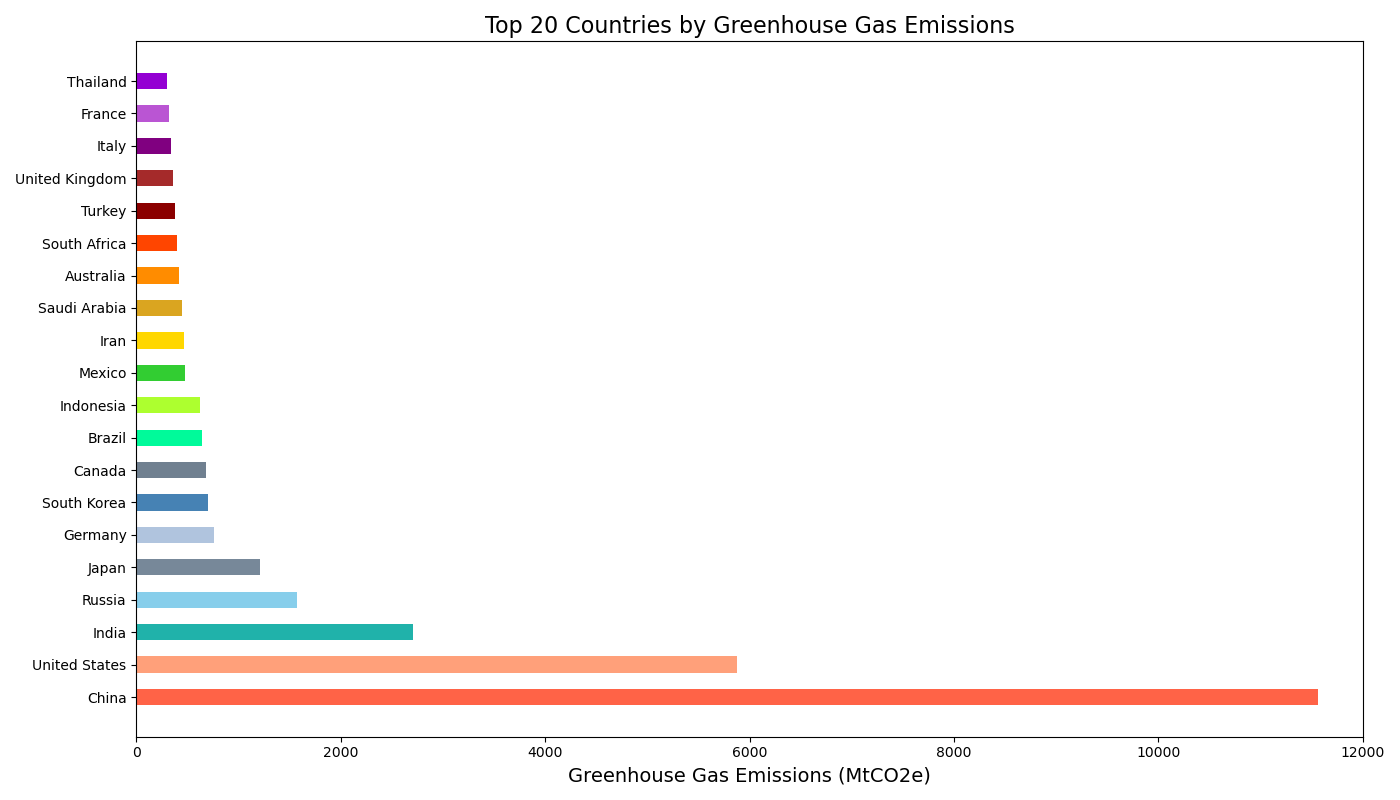 Top 20 Countries by Greenhouse Gas Emissions
Thailand
France
Italy
United Kingdom
Turkey
South Africa
Australia
Saudi Arabia
Iran
Mexico
Indonesia
Brazil
Canada
South Korea
Germany
Japan
Russia
India
United States
China
0 2000 4000 6000 8000 10000 12000
Greenhouse Gas Emissions (MtCO2e)